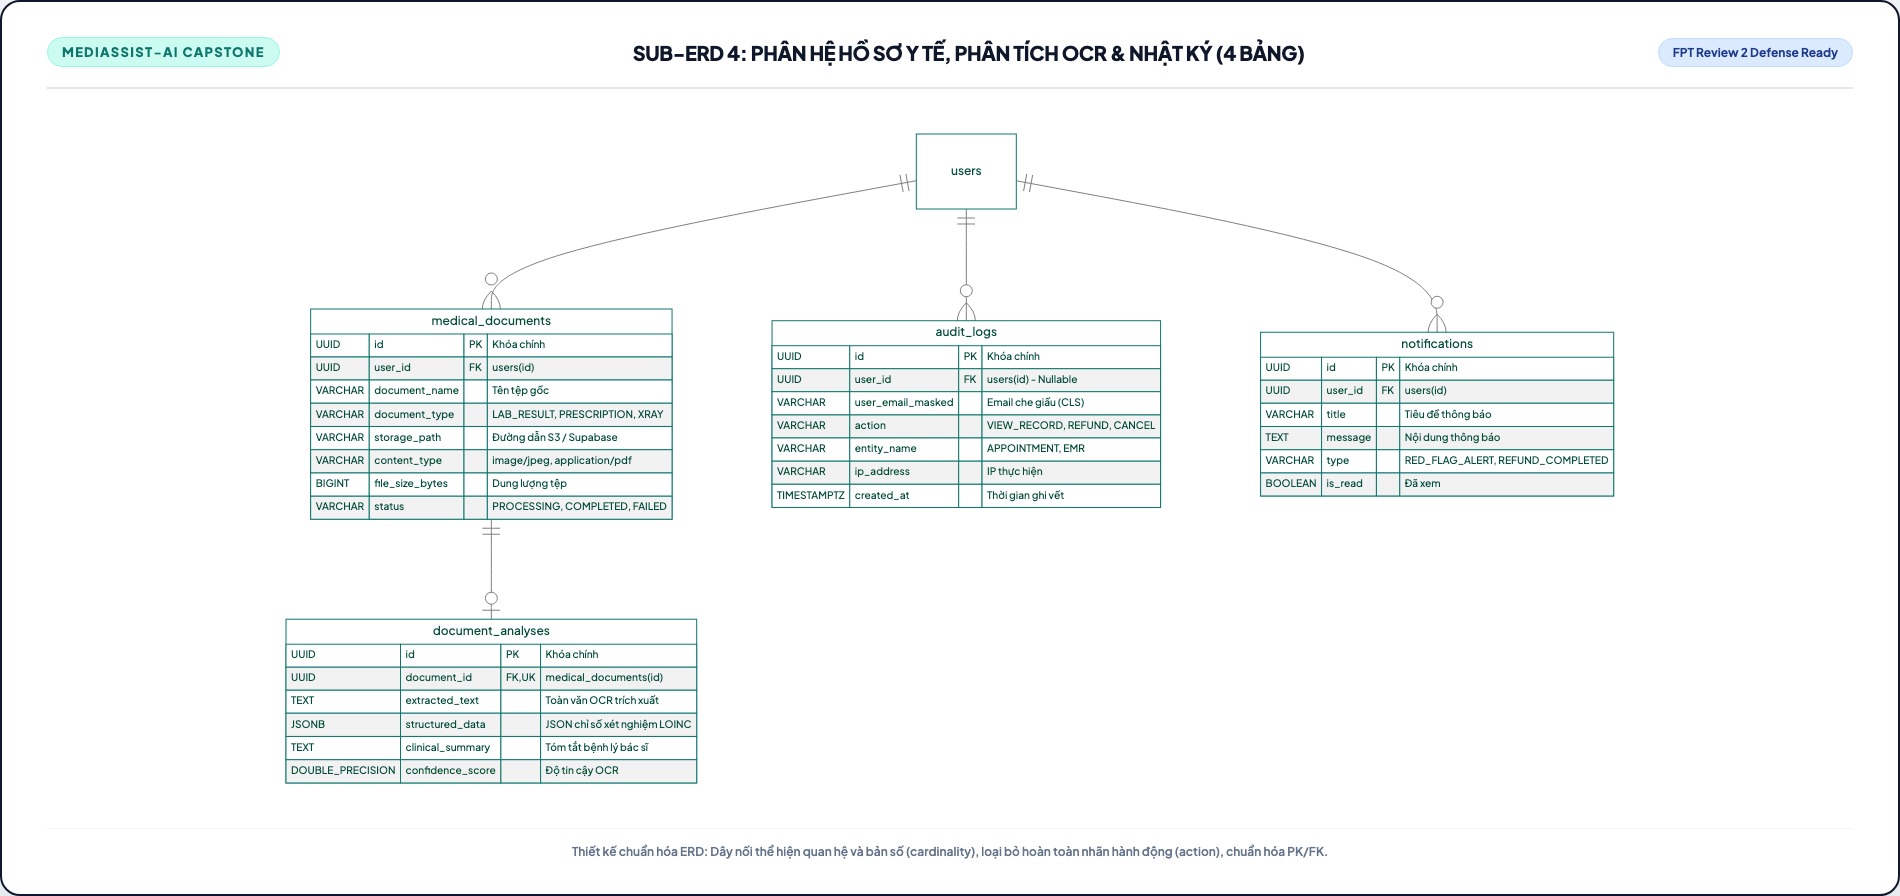 MEDIASSIST-AI CAPSTONE
SUB-ERD 4: PHÂN HỆ HỒ SƠ Y TẾ, PHÂN TÍCH OCR & NHẬT KÝ (4 BẢNG)
FPT Review 2 Defense Ready
users
medical_documents
UUID id PK Khóa chính
UUID user_id FK users(id)
VARCHAR document_name Tên tệp gốc
VARCHAR document_type LAB_RESULT, PRESCRIPTION, XRAY
VARCHAR storage_path Đường dẫn S3 / Supabase
VARCHAR content_type image/jpeg, application/pdf
BIGINT file_size_bytes Dung lượng tệp
VARCHAR status PROCESSING, COMPLETED, FAILED
audit_logs
UUID id PK Khóa chính
UUID user_id FK users(id) - Nullable
VARCHAR user_email_masked Email che giấu (CLS)
VARCHAR action VIEW_RECORD, REFUND, CANCEL
VARCHAR entity_name APPOINTMENT, EMR
VARCHAR ip_address IP thực hiện
TIMESTAMPTZ created_at Thời gian ghi vết
notifications
UUID id PK Khóa chính
UUID user_id FK users(id)
VARCHAR title Tiêu đề thông báo
TEXT message Nội dung thông báo
VARCHAR type RED_FLAG_ALERT, REFUND_COMPLETED
BOOLEAN is_read Đã xem
document_analyses
UUID id PK Khóa chính
UUID document_id FK,UK medical_documents(id)
TEXT extracted_text Toàn văn OCR trích xuất
JSONB structured_data JSON chỉ số xét nghiệm LOINC
TEXT clinical_summary Tóm tắt bệnh lý bác sĩ
DOUBLE_PRECISION confidence_score Độ tin cậy OCR
Thiết kế chuẩn hóa ERD: Dây nối thể hiện quan hệ và bản số (cardinality), loại bỏ hoàn toàn nhãn hành động (action), chuẩn hóa PK/FK.